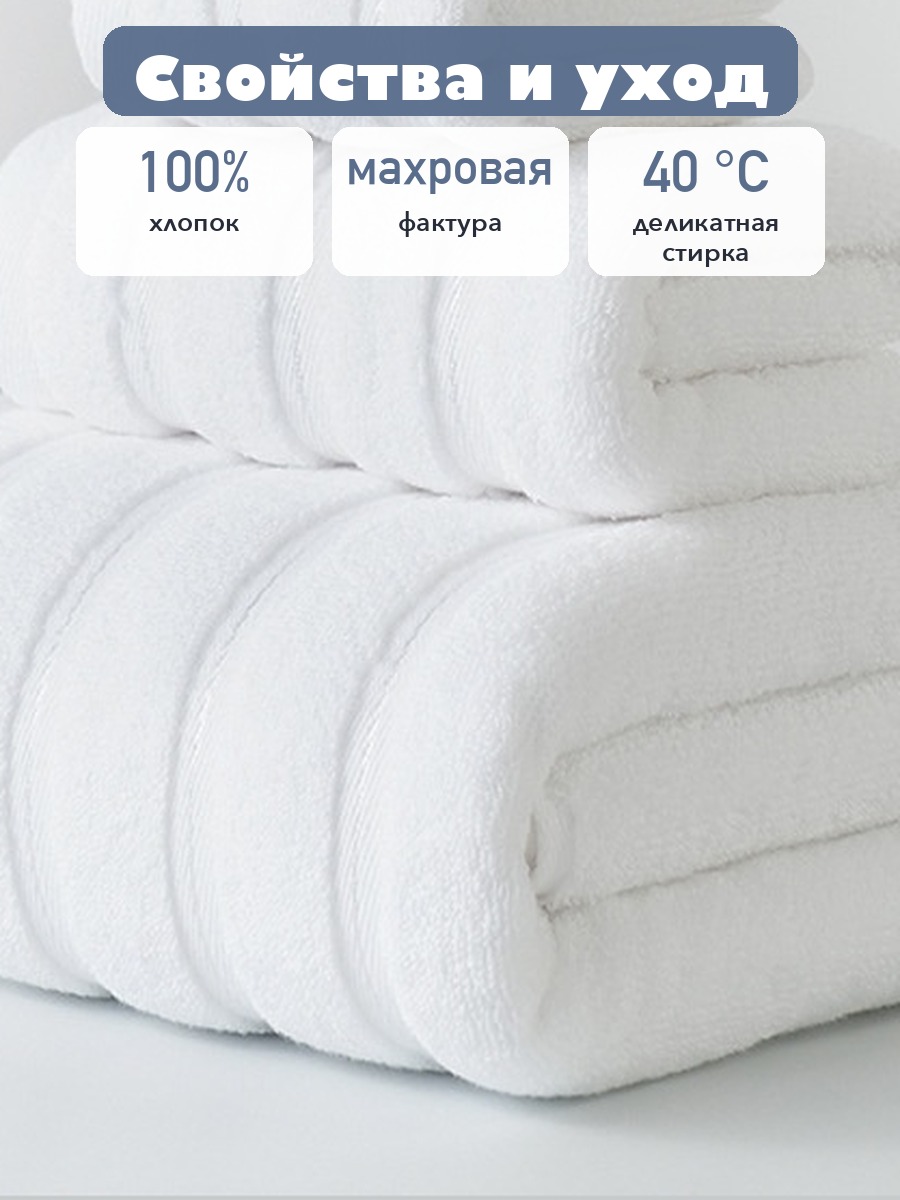 Свойства и уход
100%
хлопок
махровая
фактура
40 °C
деликатная
стирка